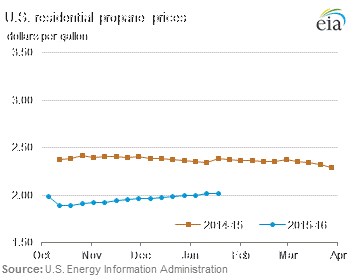 U.S. residential propane prices
dollars per gallon
eia
3.50
3.00
2.50
2.00
1.50
Oct Nov Dec Jan Feb Mar Apr
2014-15 2015-16
Source: U.S. Energy Information Administration